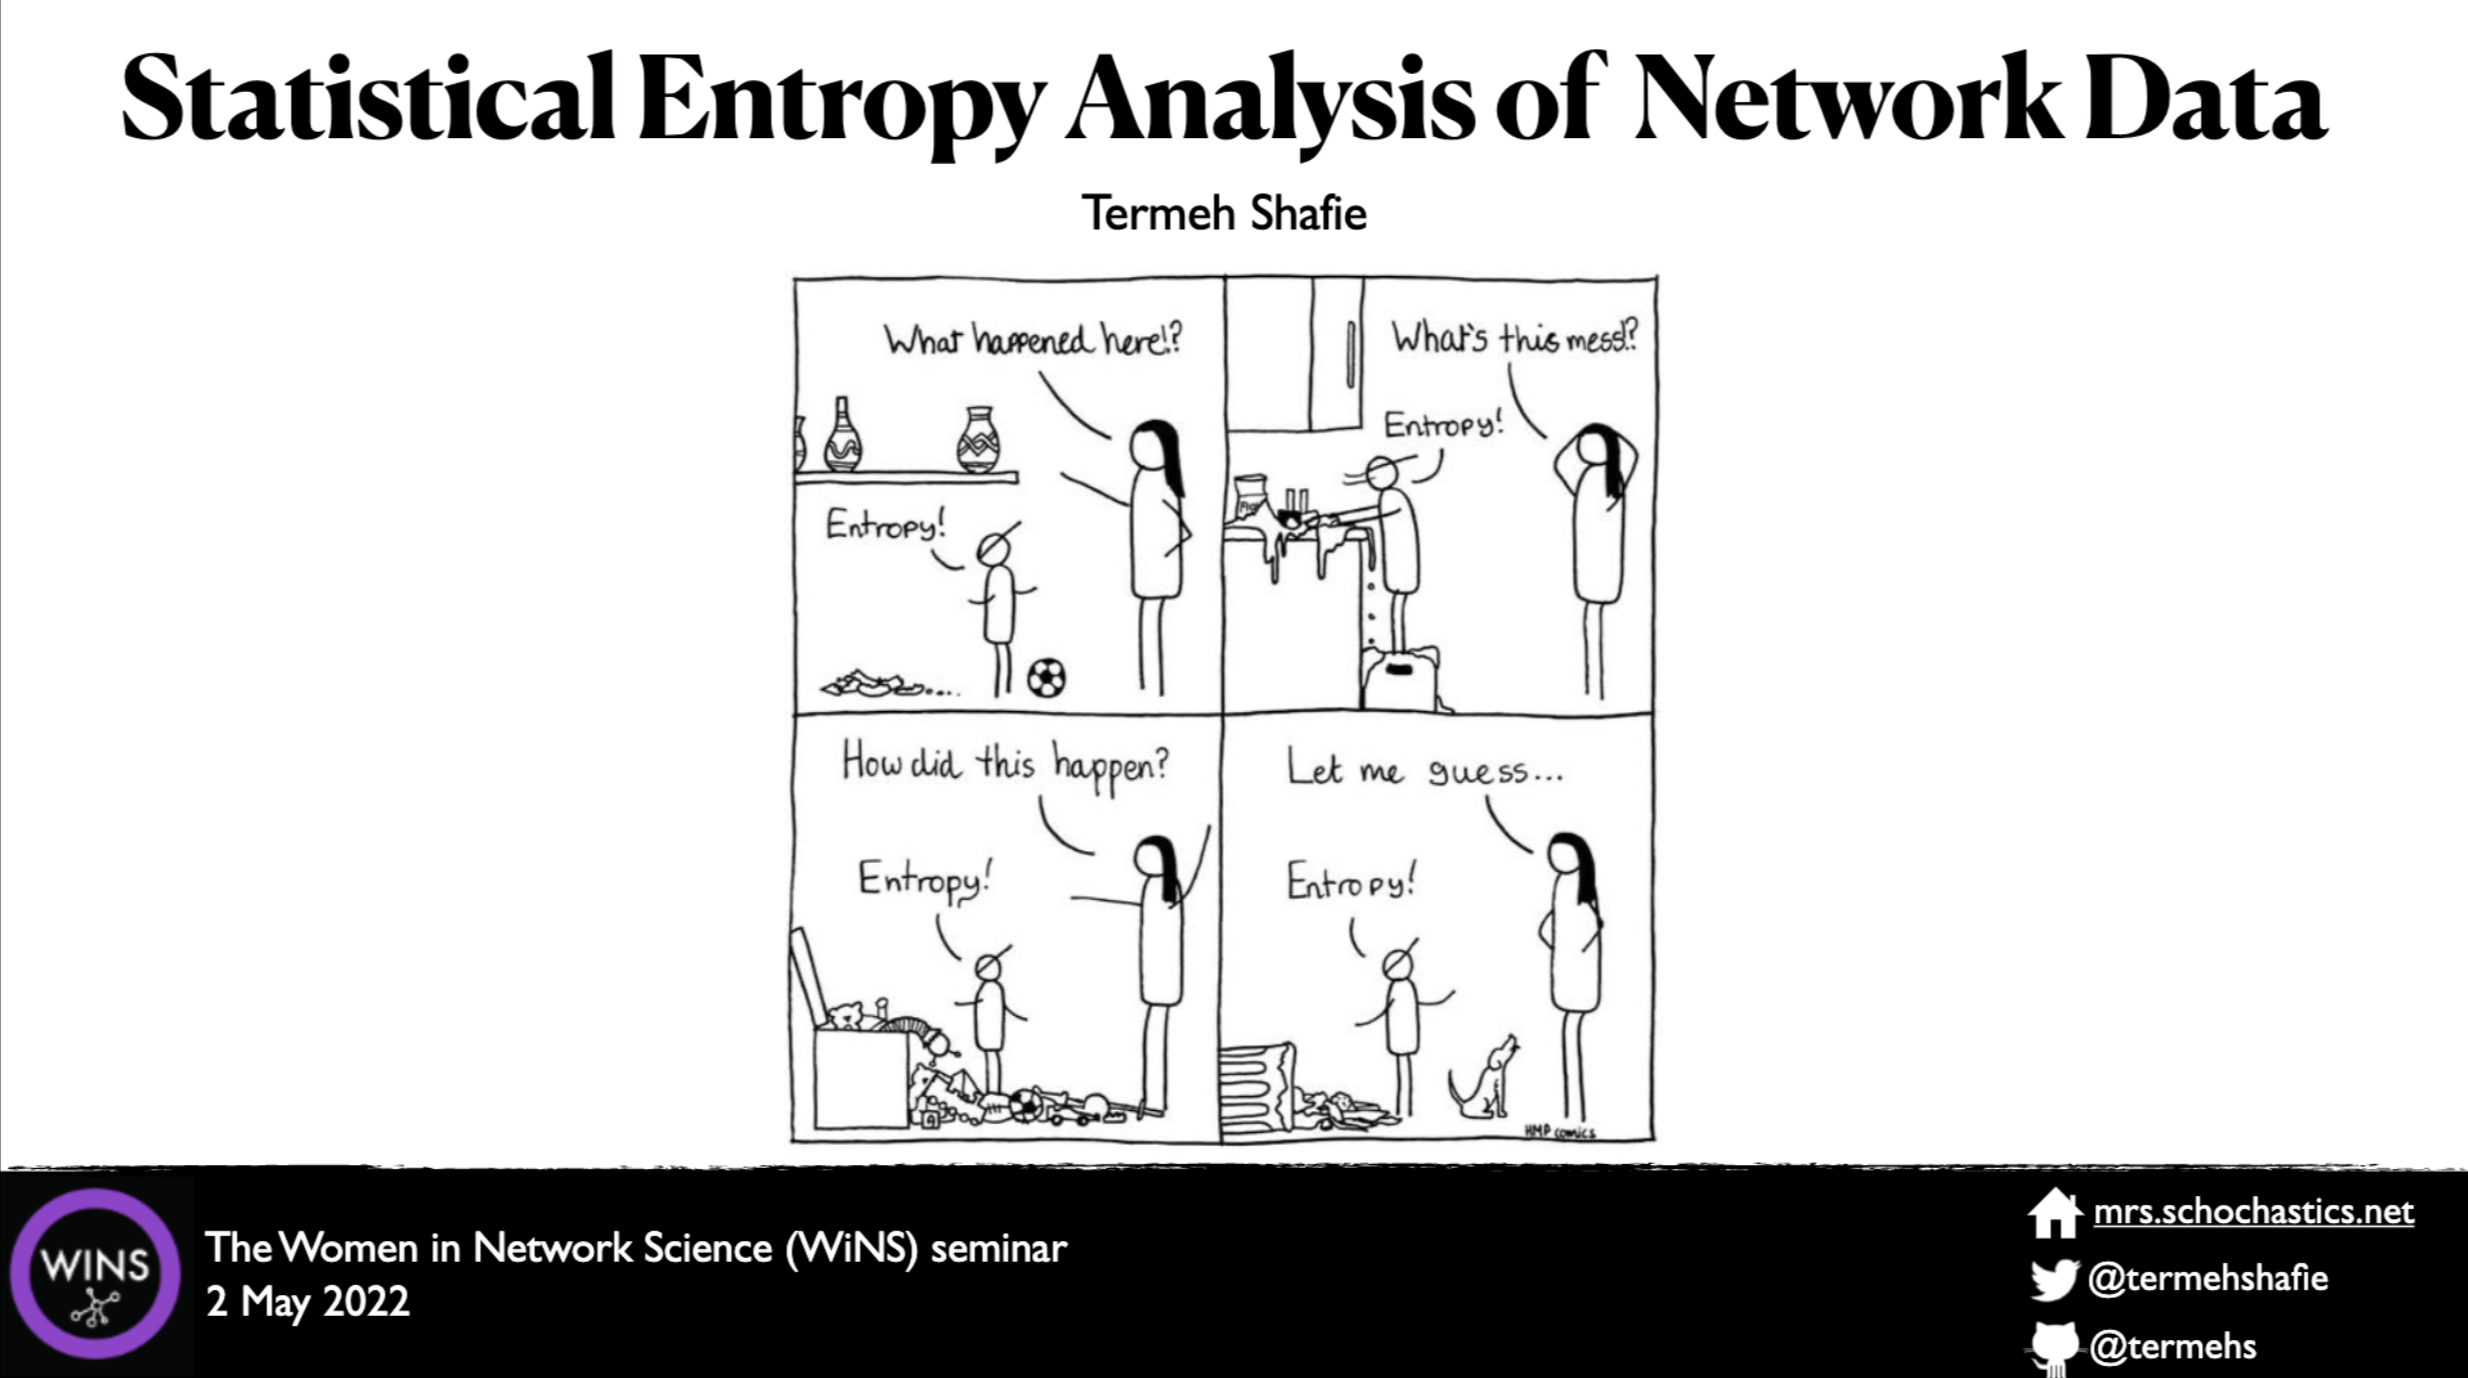 Statistical Entropy Analysis of Network Data
Termeh Shafie
What happened here!?
Entropy!
What's this mess!?
Entropy!
How did this happen?
Entropy!
Let me guess...
Entropy!
HMP comics
WINS
The Women in Network Science (WiNS) seminar
2 May 2022
mrs.schochastics.net
@termehshafie
@termehs